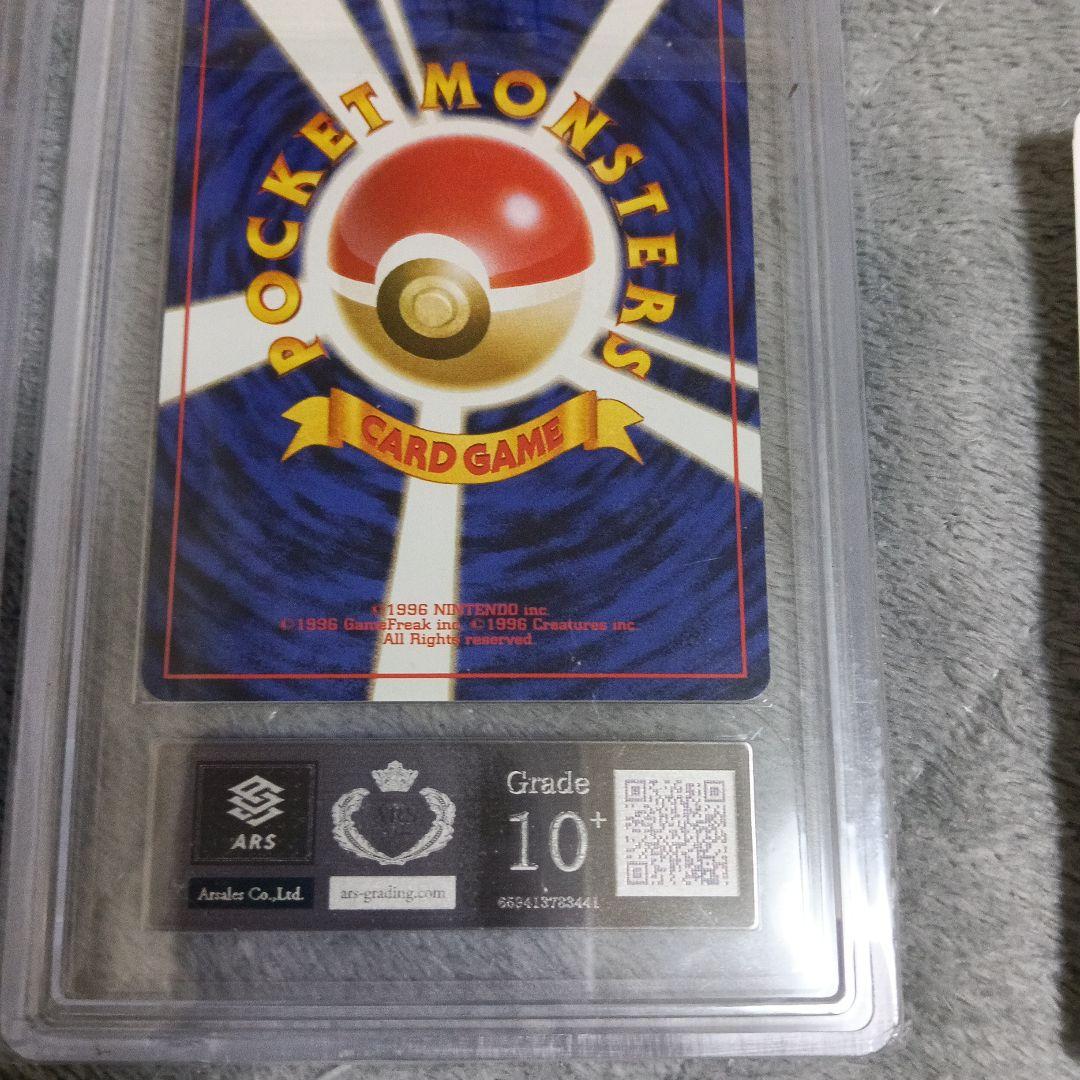 POCKET MONSTERS
CARD GAME
©1996 NINTENDO inc.
©1996 GameFreak inc. ©1996 Creatures inc.
All Rights reserved.
ARS
Arsales Co.,Ltd.
ars-grading.com
Grade
10+
669413783441